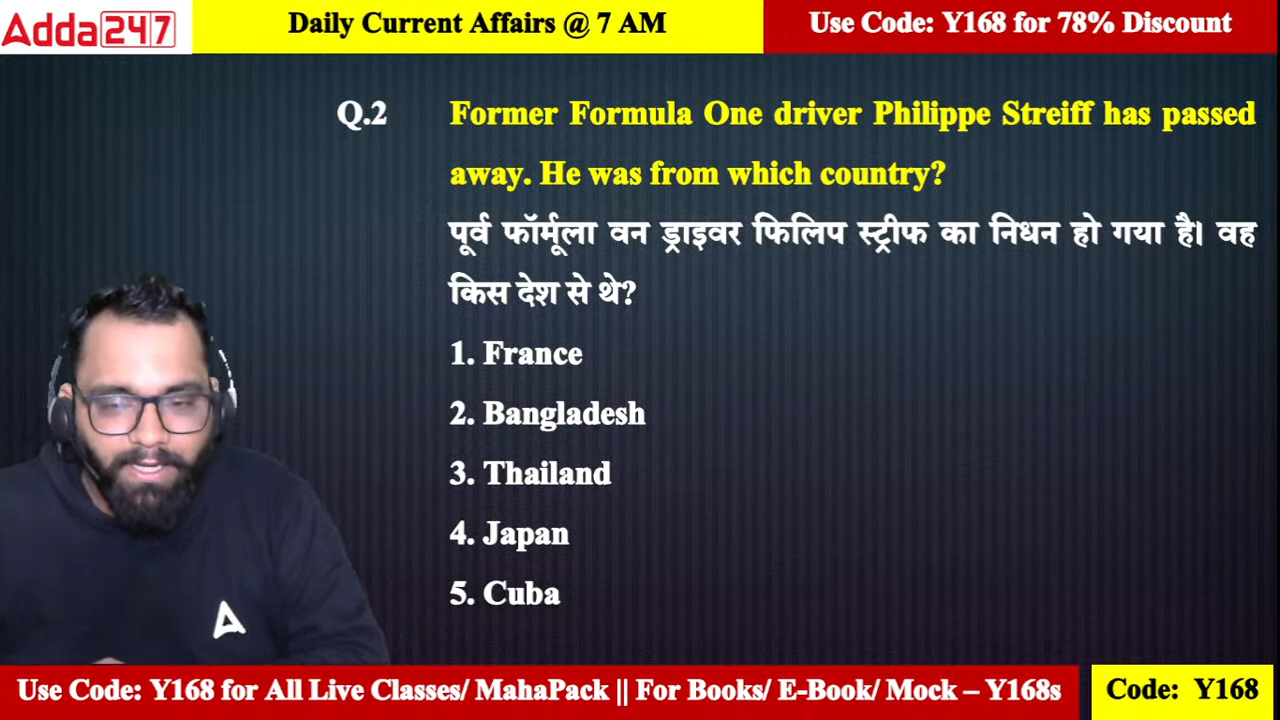 Adda247
Daily Current Affairs @ 7 AM
Use Code: Y168 for 78% Discount
Q.2 Former Formula One driver Philippe Streiff has passed
away. He was from which country?
पूर्व फॉर्मूला वन ड्राइवर फिलिप स्ट्रीफ का निधन हो गया है। वह
किस देश से थे?
1. France
2. Bangladesh
3. Thailand
4. Japan
5. Cuba
Use Code: Y168 for All Live Classes/ MahaPack || For Books/ E-Book/ Mock – Y168s
Code: Y168